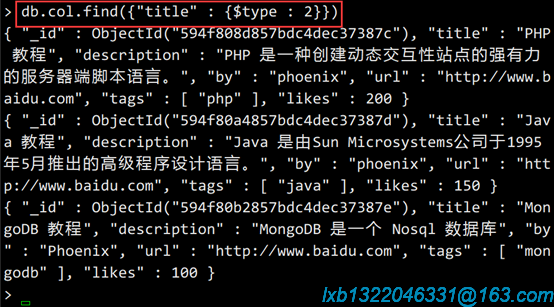 > db.col.find({"title" : {$type : 2}})
{ "_id" : ObjectId("594f808d857bdc4dec37387c"), "title" : "PHP
 教程", "description" : "PHP 是一种创建动态交互性站点的强有力
的服务器端脚本语言。", "by" : "phoenix", "url" : "http://www.b
aidu.com", "tags" : [ "php" ], "likes" : 200 }
{ "_id" : ObjectId("594f80a4857bdc4dec37387d"), "title" : "Jav
a 教程", "description" : "Java 是由Sun Microsystems公司于1995
年5月推出的高级程序设计语言。", "by" : "phoenix", "url" : "htt
p://www.baidu.com", "tags" : [ "java" ], "likes" : 150 }
{ "_id" : ObjectId("594f80b2857bdc4dec37387e"), "title" : "Mon
goDB 教程", "description" : "MongoDB 是一个 Nosql 数据库", "by
" : "Phoenix", "url" : "http://www.baidu.com", "tags" : [ "mon
godb" ], "likes" : 100 }
>
lxb1322046331@163.com